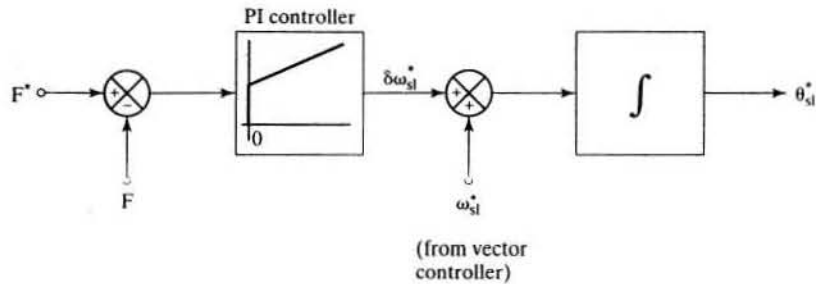 PI controller
F*
+
−
0
δω*sl
+
+
∫
θ*sl
F
ω*sl
(from vector
controller)